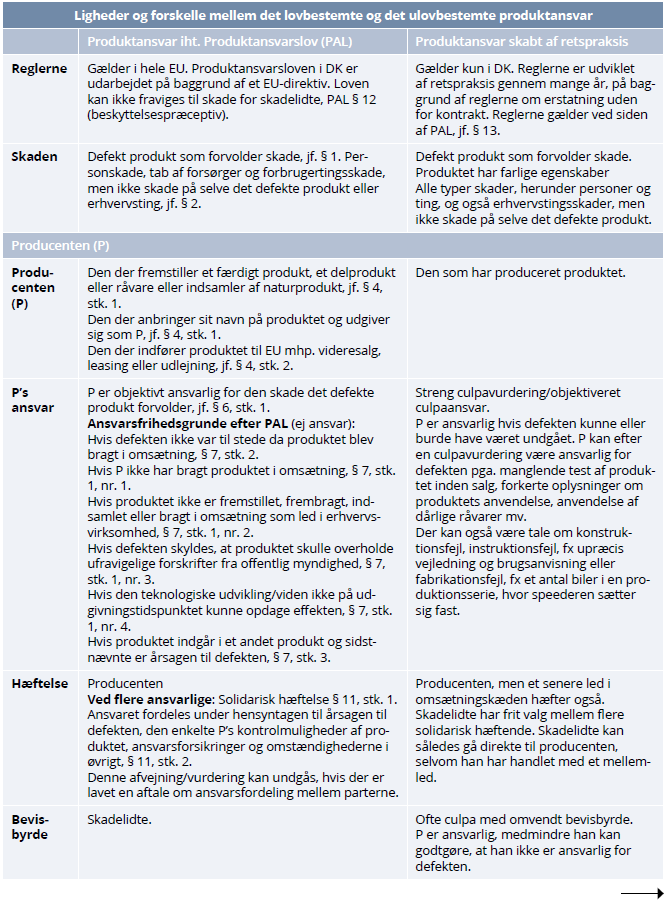 Ligheder og forskelle mellem det lovbestemte og det ulovbestemte produktansvar
Produktansvar iht. Produktansvarslov (PAL)
Produktansvar skabt af retspraksis
Reglerne
Gælder i hele EU. Produktansvarsloven i DK er
udarbejdet på baggrund af et EU-direktiv. Loven
kan ikke fraviges til skade for skadelidte, PAL § 12
(beskyttelsespræceptiv).
Gælder kun i DK. Reglerne er udviklet
af retspraksis gennem mange år, på bag-
grund af reglerne om erstatning uden
for kontrakt. Reglerne gælder ved siden
af PAL, jf. § 13.
Skaden
Defekt produkt som forvolder skade, jf. § 1. Per-
sonskade, tab af forsørger og forbrugertingsskade,
men ikke skade på selve det defekte produkt eller
erhvervsting, jf. § 2.
Defekt produkt som forvolder skade.
Produktet har farlige egenskaber
Alle typer skader, herunder personer og
ting, og også erhvervstingsskader, men
ikke skade på selve det defekte produkt.
Producenten (P)
Produ-
centen
(P)
Den der fremstiller et færdigt produkt, et delprodukt
eller råvare eller indsamler af naturprodukt, jf. § 4,
stk. 1.
Den der anbringer sit navn på produktet og udgiver
sig som P, jf. § 4, stk. 1.
Den der indfører produktet til EU mhp. videresalg,
leasing eller udlejning, jf. § 4, stk. 2.
Den som har produceret produktet.
P's
ansvar
P er objektivt ansvarlig for den skade det defekte
produkt forvolder, jf. § 6, stk. 1.
Ansvarsfrihedsgrunde efter PAL (ej ansvar):
Hvis defekten ikke var til stede da produktet blev
bragt i omsætning, § 7, stk. 2.
Hvis P ikke har bragt produktet i omsætning, § 7, stk.
1, nr. 1.
Hvis produktet ikke er fremstillet, frembragt, ind-
samlet eller bragt i omsætning som led i erhvervs-
virksomhed, § 7, stk. 1, nr. 2.
Hvis defekten skyldes, at produktet skulle overholde
ufravigelige forskrifter fra offentlig myndighed, § 7,
stk. 1, nr. 3.
Hvis den teknologiske udvikling/viden ikke på ud-
givningstidspunktet kunne opdage effekten, § 7, stk.
1, nr. 4.
Hvis produktet indgår i et andet produkt og sidst-
nævnte er årsagen til defekten, § 7, stk. 3.
Streng culpavurdering/objektiveret
culpaansvar.
P er ansvarlig hvis defekten kunne eller
burde have været undgået. P kan efter
en culpavurdering være ansvarlig for
defekten pga. manglende test af produk-
tet inden salg, forkerte oplysninger om
produktets anvendelse, anvendelse af
dårlige råvarer mv.
Der kan også være tale om konstruk-
tionsfejl, instruktionsfejl, fx upræcis
vejledning og brugsanvisning eller
fabrikationsfejl, fx et antal biler i en pro-
duktionsserie, hvor speederen sætter
sig fast.
Hæftelse
Producenten
Ved flere ansvarlige: Solidarisk hæftelse § 11, stk. 1.
Ansvaret fordeles under hensyntagen til årsagen til
defekten, den enkelte P's kontrolmuligheder af pro-
duktet, ansvarsforsikringer og omstændighederne i
øvrigt, § 11, stk. 2.
Denne afvejning/vurdering kan undgås, hvis der er
lavet en aftale om ansvarsfordeling mellem parterne.
Producenten, men et senere led i
omsætningskæden hæfter også.
Skadelidte har frit valg mellem flere
solidarisk hæftende. Skadelidte kan
således gå direkte til producenten,
selvom han har handlet med et mellem-
led.
Bevis-
byrde
Skadelidte.
Ofte culpa med omvendt bevisbyrde.
P er ansvarlig, medmindre han kan
godtgøre, at han ikke er ansvarlig for
defekten.